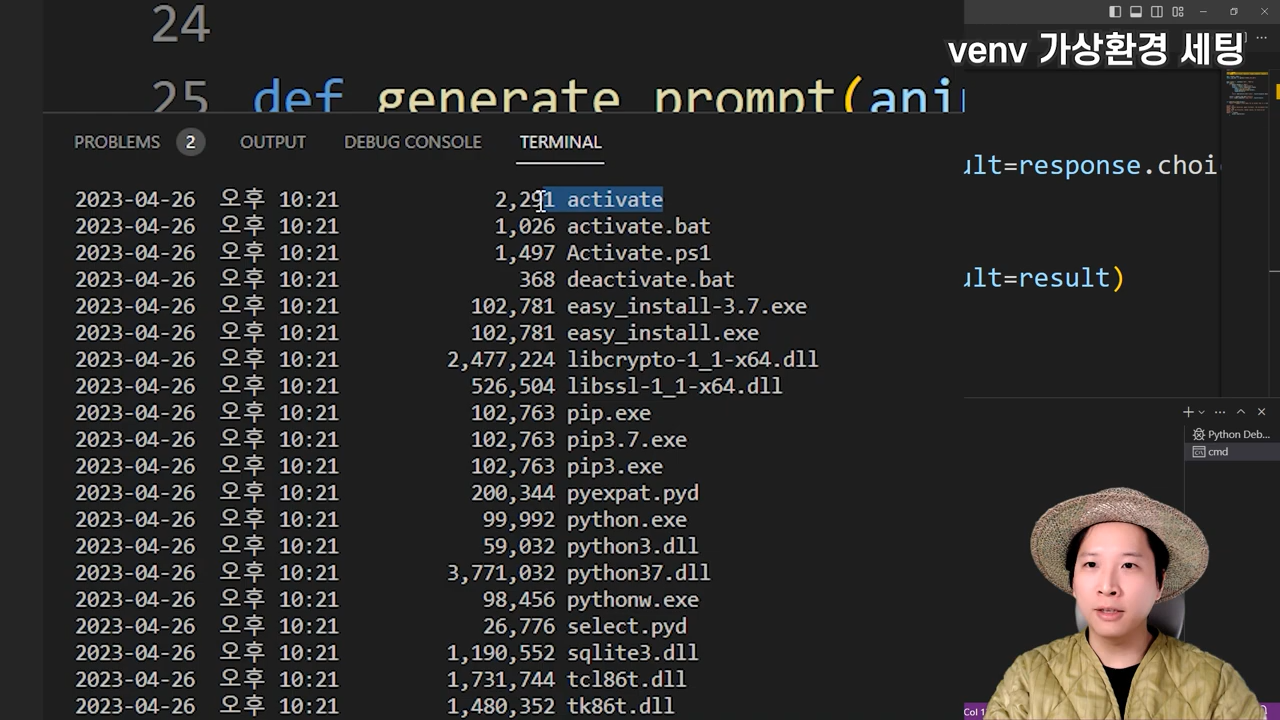 24
venv 가상환경 세팅
25 def generate_prompt(ani
PROBLEMS 2 OUTPUT DEBUG CONSOLE TERMINAL
ult=response.choi
2023-04-26 오후 10:21 2,291 activate
2023-04-26 오후 10:21 1,026 activate.bat
2023-04-26 오후 10:21 1,497 Activate.ps1
2023-04-26 오후 10:21 368 deactivate.bat
ult=result)
2023-04-26 오후 10:21 102,781 easy_install-3.7.exe
2023-04-26 오후 10:21 102,781 easy_install.exe
2023-04-26 오후 10:21 2,477,224 libcrypto-1_1-x64.dll
2023-04-26 오후 10:21 526,504 libssl-1_1-x64.dll
2023-04-26 오후 10:21 102,763 pip.exe
2023-04-26 오후 10:21 102,763 pip3.7.exe
2023-04-26 오후 10:21 102,763 pip3.exe
2023-04-26 오후 10:21 200,344 pyexpat.pyd
2023-04-26 오후 10:21 99,992 python.exe
2023-04-26 오후 10:21 59,032 python3.dll
2023-04-26 오후 10:21 3,771,032 python37.dll
2023-04-26 오후 10:21 98,456 pythonw.exe
2023-04-26 오후 10:21 26,776 select.pyd
2023-04-26 오후 10:21 1,190,552 sqlite3.dll
2023-04-26 오후 10:21 1,731,744 tcl86t.dll
2023-04-26 오후 10:21 1,480,352 tk86t.dll
Python Deb...
cmd
Col 1